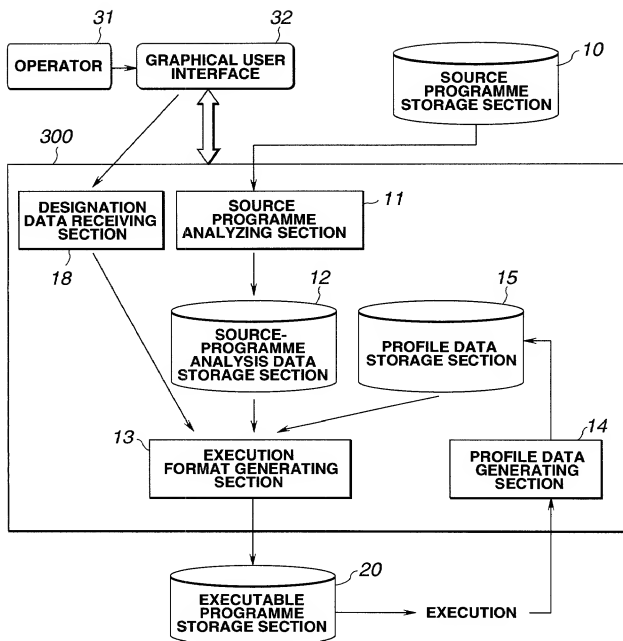 31
32
OPERATOR
GRAPHICAL USER
INTERFACE
10
SOURCE
PROGRAMME
STORAGE SECTION
300
DESIGNATION
DATA RECEIVING
SECTION
18
SOURCE
PROGRAMME
ANALYZING SECTION
11
12
SOURCE-
PROGRAMME
ANALYSIS DATA
STORAGE SECTION
15
PROFILE DATA
STORAGE SECTION
13
EXECUTION
FORMAT GENERATING
SECTION
14
PROFILE DATA
GENERATING
SECTION
20
EXECUTABLE
PROGRAMME
STORAGE SECTION
EXECUTION